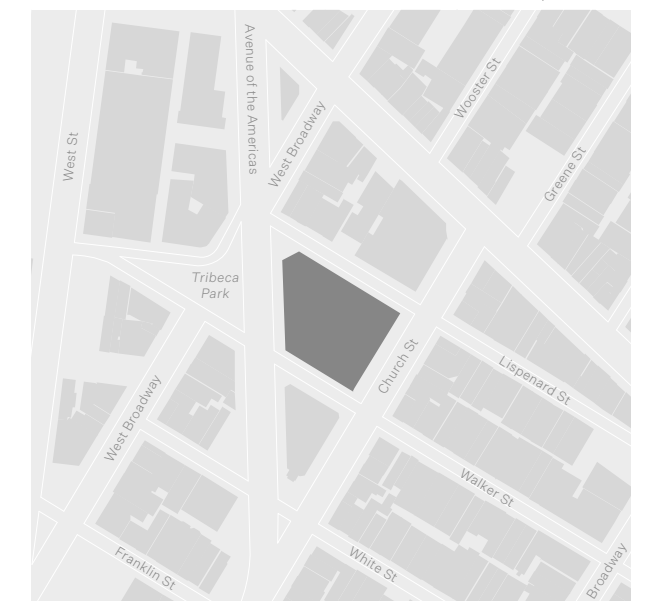 Avenue of the Americas
Wooster St
West St
West Broadway
Greene St
Tribeca
Park
Church St
Lispenard St
West Broadway
Walker St
White St
Franklin St
Broadway